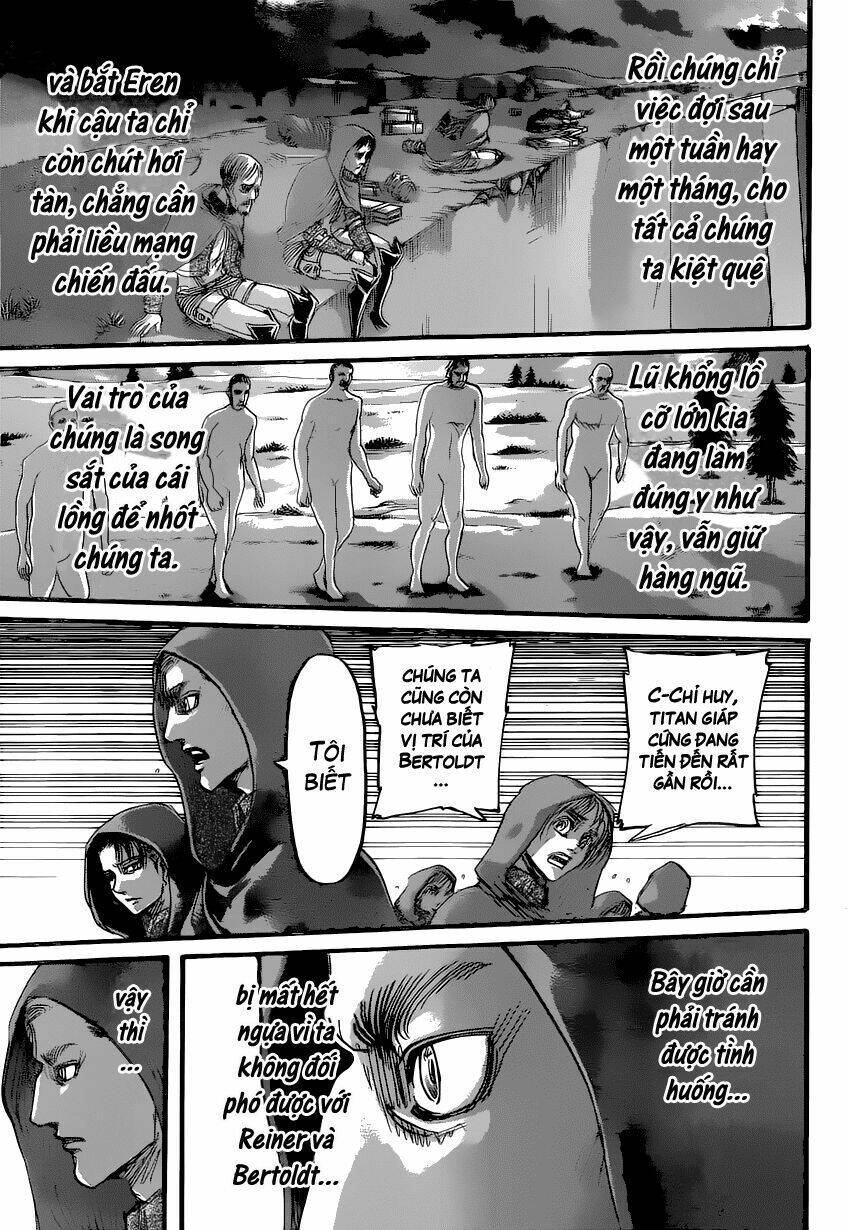 Rồi chúng chỉ
việc đợi sau
một tuần hay
một tháng, cho
tất cả chúng
ta kiệt quệ
và bắt Eren
khi cậu ta chỉ
còn chút hơi
tàn, chẳng cần
phải liều mạng
chiến đấu.
Lũ khổng lồ
cỡ lớn kia
đang làm
đúng y như
vậy, vẫn giữ
hàng ngũ.
Vai trò của
chúng là song
sắt của cái
lồng để nhốt
chúng ta.
C-Chỉ huy,
titan giáp
cứng đang
tiến đến rất
gần rồi...
chúng ta
cũng còn
chưa biết
vị trí của
Bertoldt
...
Tôi
biết
Bây giờ cần
phải tránh
được tình
huống...
bị mất hết
ngựa vì ta
không đối
phó được với
Reiner và
Bertoldt...
vậy
thì
...